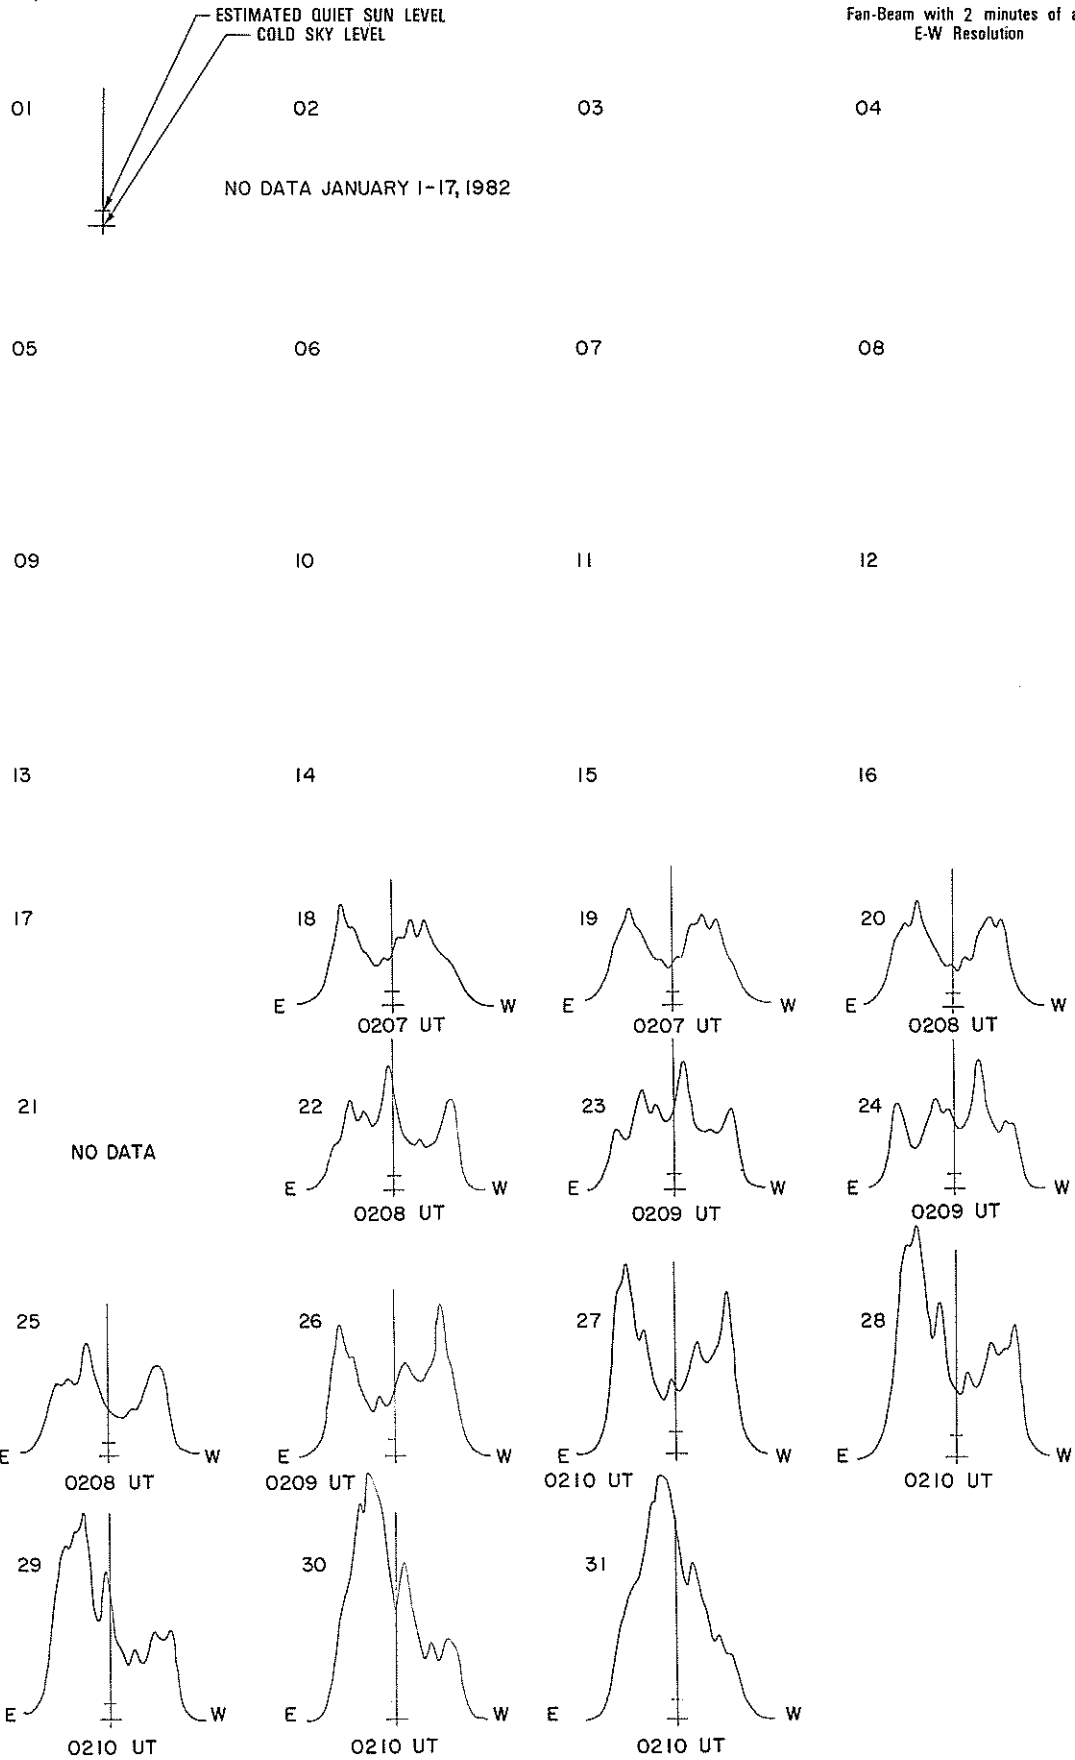 ESTIMATED QUIET SUN LEVEL
COLD SKY LEVEL
Fan-Beam with 2 minutes of
E-W Resolution
01 02 03 04
NO DATA JANUARY 1-17, 1982
05 06 07 08
09 10 11 12
13 14 15 16
17 18 19 20
E W E W E W
0207 UT 0207 UT 0208 UT
21 22 23 24
NO DATA
E W E W E W
0208 UT 0209 UT 0209 UT
25 26 27 28
E W E W E W E W
0208 UT 0209 UT 0210 UT 0210 UT
29 30 31
E W E W E W
0210 UT 0210 UT 0210 UT